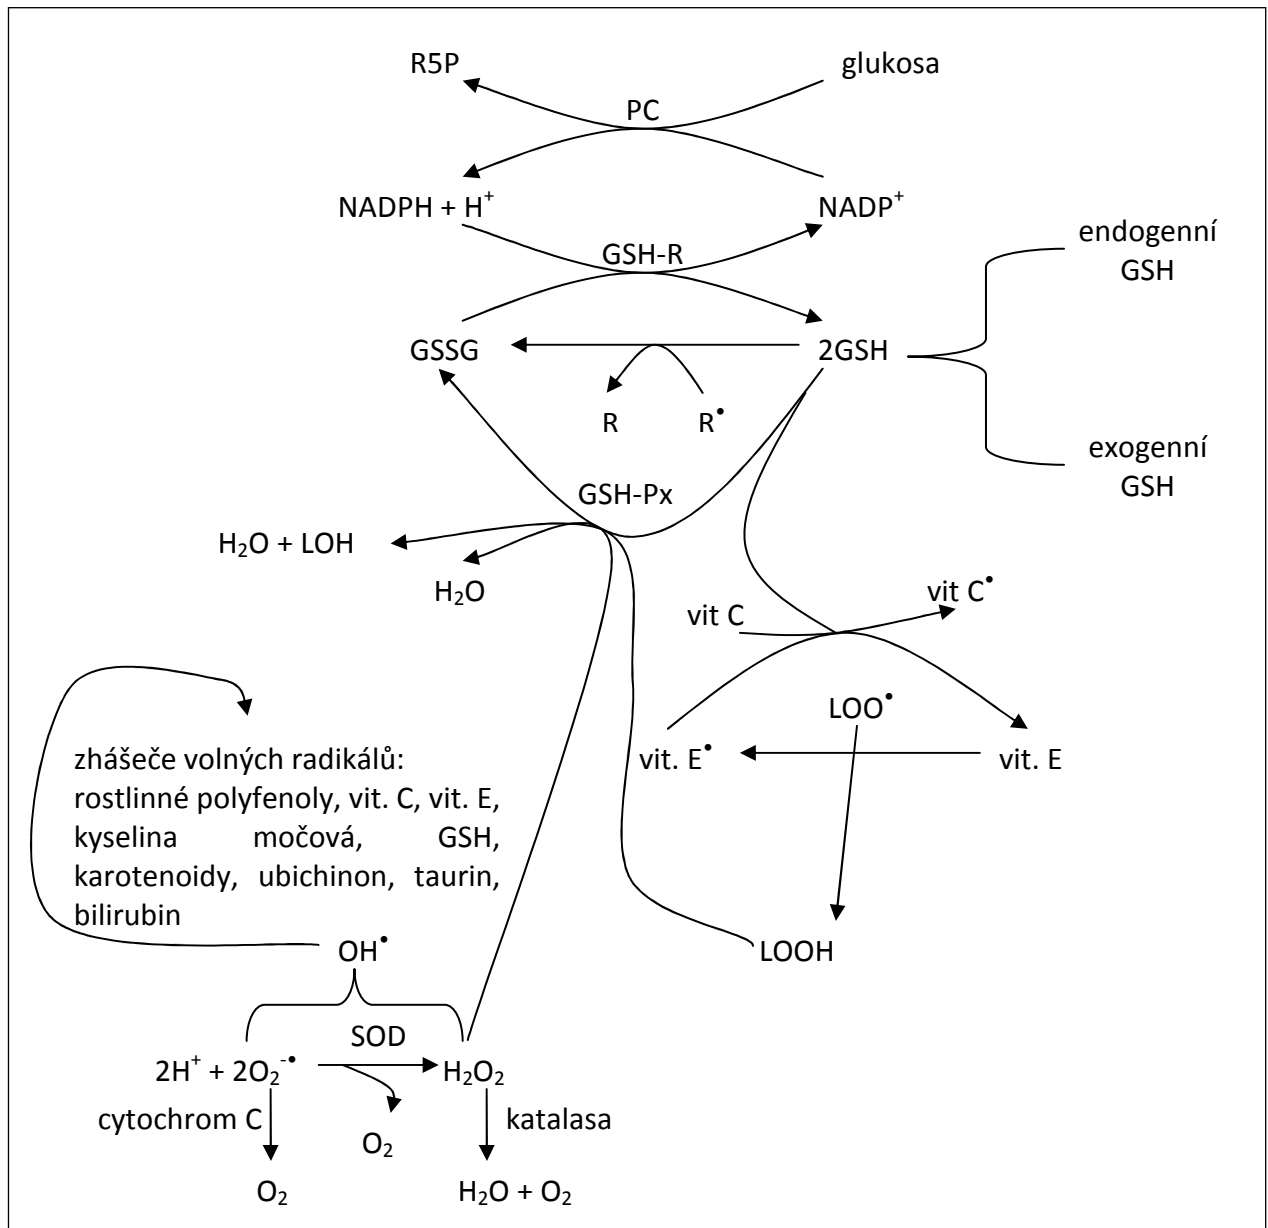 R5P glukosa
PC
NADPH + H⁺ NADP⁺
endogenní
GSH
GSH-R
GSSG 2GSH
R R•
exogenní
GSH
GSH-Px
H₂O + LOH
H₂O
vit C vit C•
LOO•
vit. E• vit. E
zhášeče volných radikálů:
rostlinné polyfenoly, vit. C, vit. E,
kyselina močová, GSH,
karotenoidy, ubichinon, taurin,
bilirubin
OH•
LOOH
SOD
2H⁺ + 2O₂⁻• H₂O₂
cytochrom C katalasa
O₂
O₂ H₂O + O₂